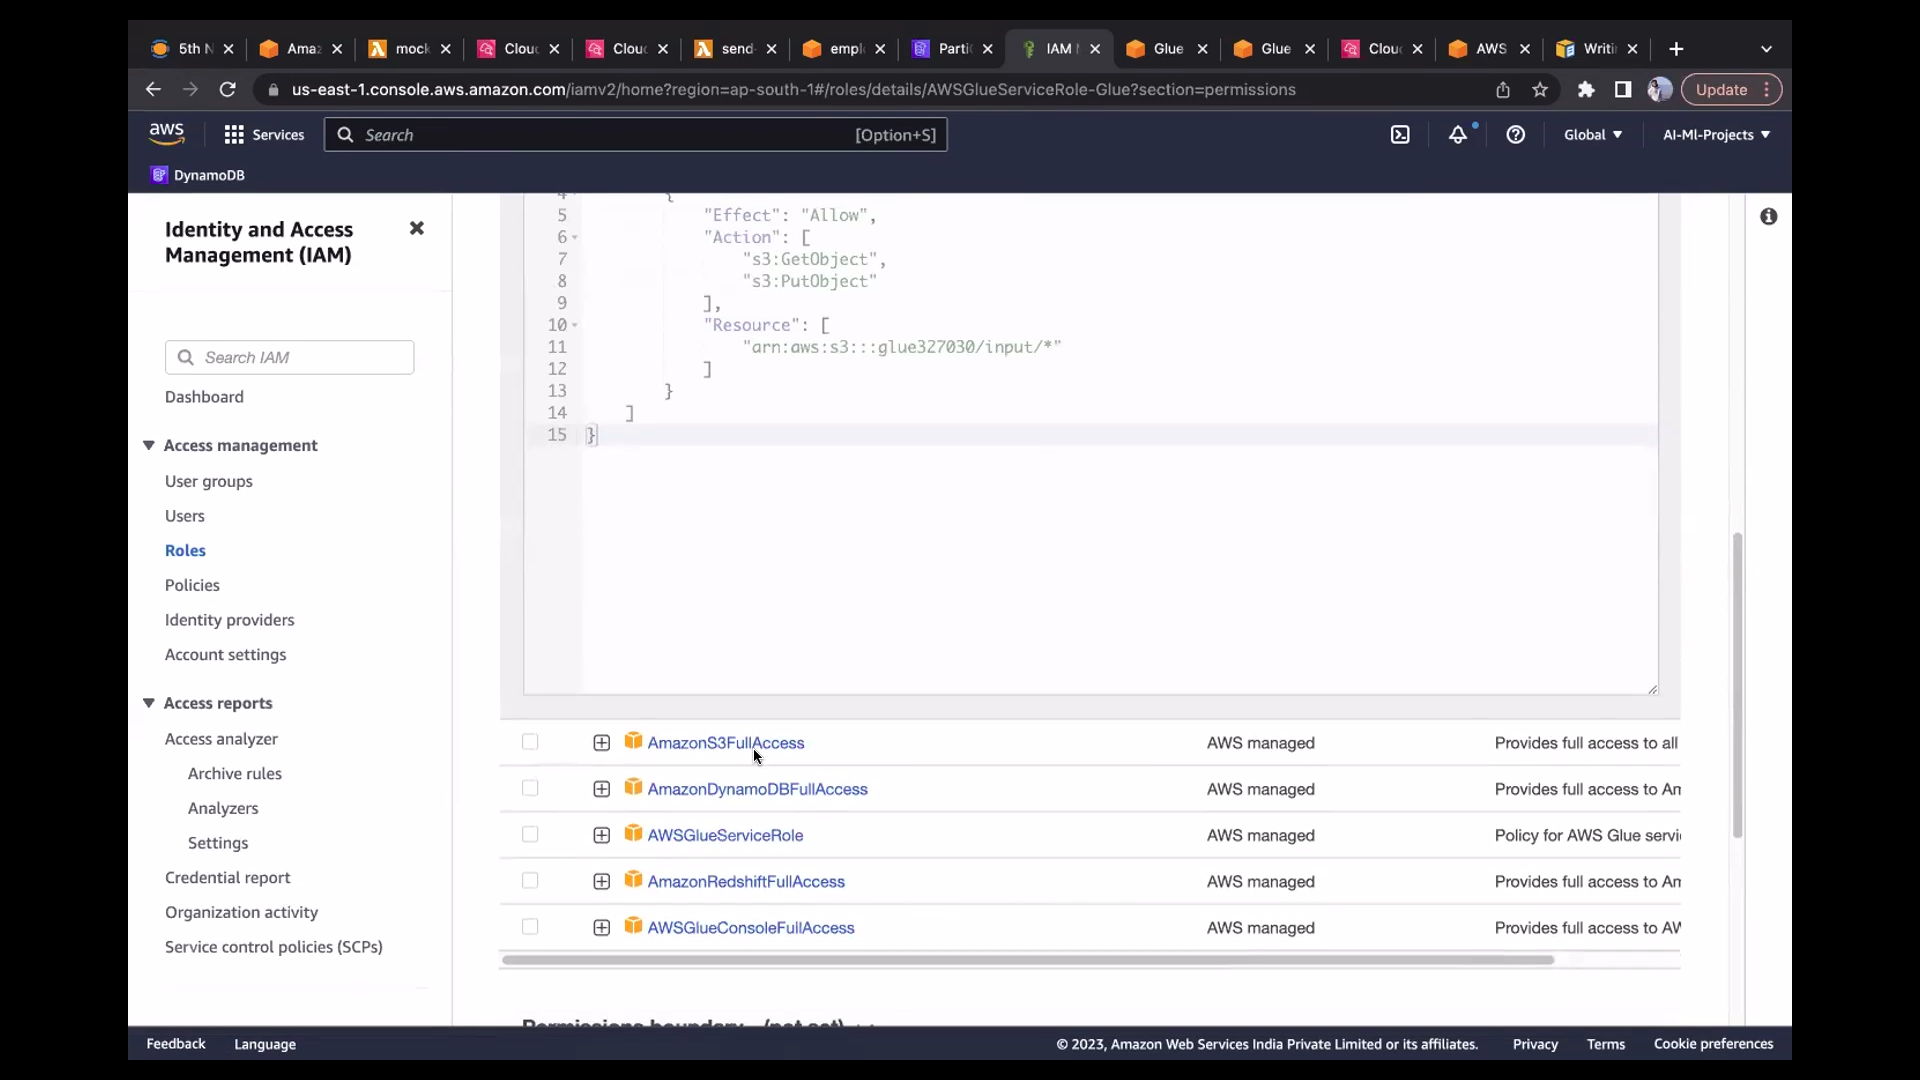 5th N
Amaz
mock
Clou
Clou
send-
emplo
Parti
IAM
Glue
Glue
Clou
AWS
Writi
us-east-1.console.aws.amazon.com/iamv2/home?region=ap-south-1#/roles/details/AWSGlueServiceRole-Glue?section=permissions
Update
aws
Services
Search
[Option+S]
Global
AI-Ml-Projects
DynamoDB
Identity and Access
Management (IAM)
Search IAM
Dashboard
Access management
User groups
Users
Roles
Policies
Identity providers
Account settings
Access reports
Access analyzer
Archive rules
Analyzers
Settings
Credential report
Organization activity
Service control policies (SCPs)
4 {
5 "Effect": "Allow",
6 "Action": [
7 "s3:GetObject",
8 "s3:PutObject"
9 ],
10 "Resource": [
11 "arn:aws:s3:::glue327030/input/*"
12 ]
13 }
14 ]
15 }
AmazonS3FullAccess AWS managed Provides full access to all
AmazonDynamoDBFullAccess AWS managed Provides full access to Am
AWSGlueServiceRole AWS managed Policy for AWS Glue servi
AmazonRedshiftFullAccess AWS managed Provides full access to Am
AWSGlueConsoleFullAccess AWS managed Provides full access to AW
Permissions boundary (not set)
Feedback
Language
© 2023, Amazon Web Services India Private Limited or its affiliates.
Privacy
Terms
Cookie preferences